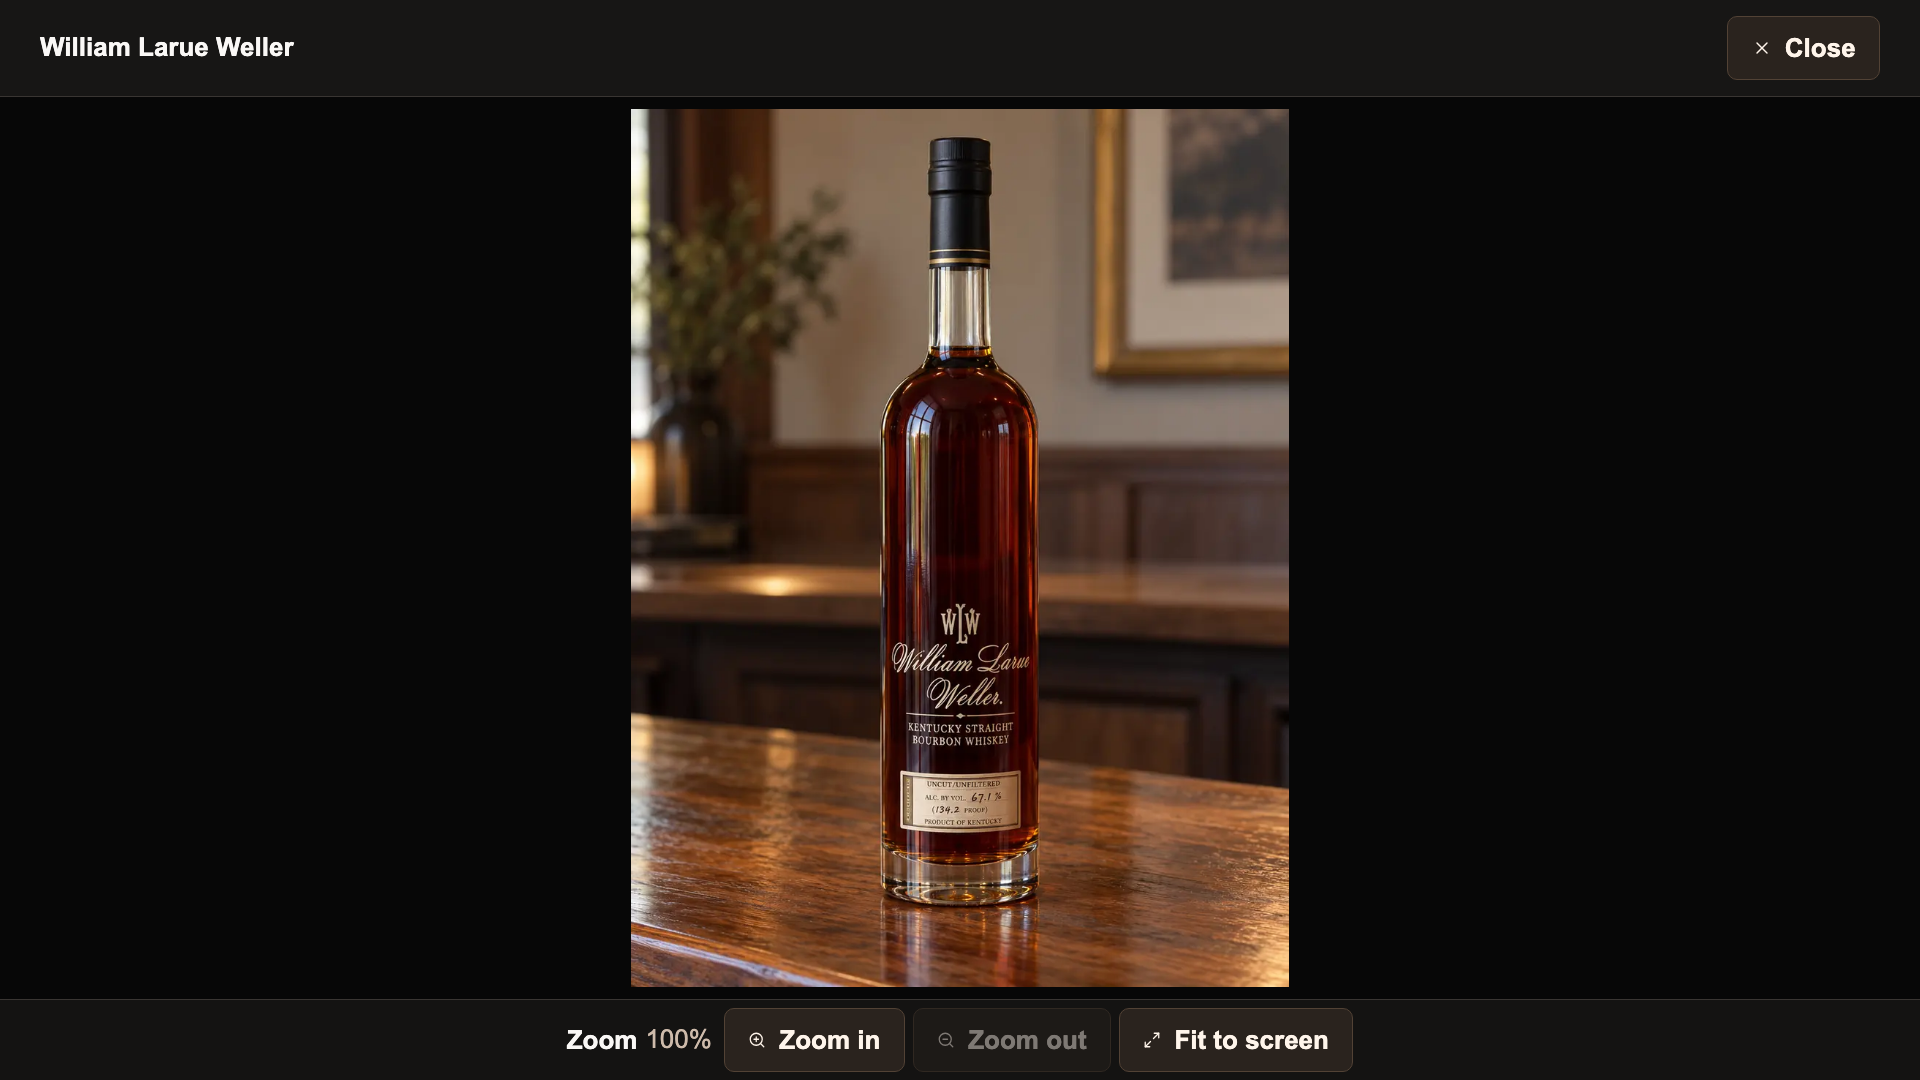 William Larue Weller
Close
WLW
William Larue
Weller.
KENTUCKY STRAIGHT
BOURBON WHISKEY
UNCUT/UNFILTERED
ALC. BY VOL. 67.1 %
(134.2 PROOF)
PRODUCT OF KENTUCKY
Zoom 100%
Zoom in
Zoom out
Fit to screen